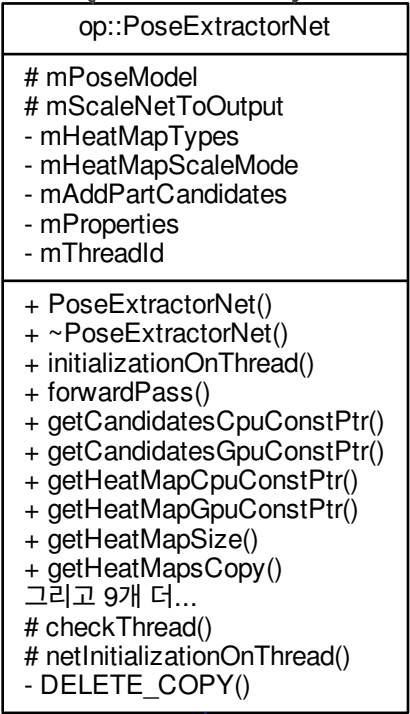 op::PoseExtractorNet
# mPoseModel
# mScaleNetToOutput
- mHeatMapTypes
- mHeatMapScaleMode
- mAddPartCandidates
- mProperties
- mThreadId
+ PoseExtractorNet()
+ ~PoseExtractorNet()
+ initializationOnThread()
+ forwardPass()
+ getCandidatesCpuConstPtr()
+ getCandidatesGpuConstPtr()
+ getHeatMapCpuConstPtr()
+ getHeatMapGpuConstPtr()
+ getHeatMapSize()
+ getHeatMapsCopy()
그리고 9개 더...
# checkThread()
# netInitializationOnThread()
- DELETE_COPY()